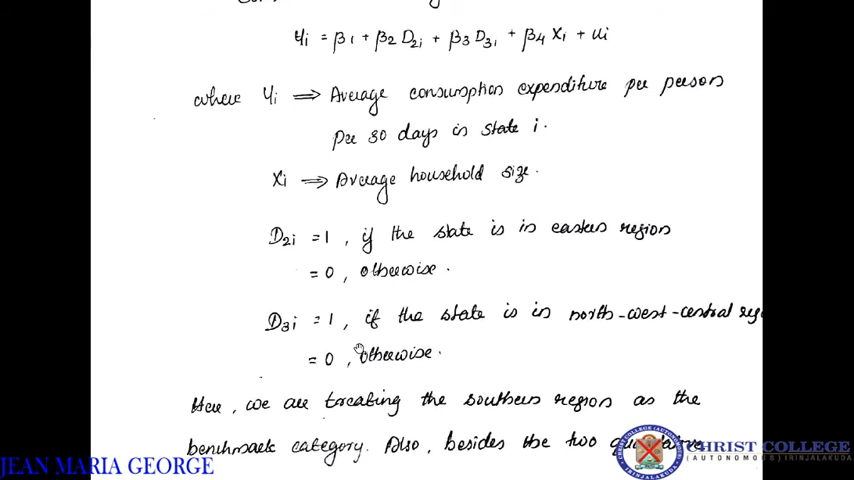 Yi = β1 + β2 D2i + β3 D3i + β4 Xi + ui
where Yi ⟹ Average consumption expenditure per person
per 30 days in state i.
Xi ⟹ Average household size.
D2i = 1, if the state is in eastern region
= 0, otherwise.
D3i = 1, if the state is in north-west-central
= 0, otherwise.
Here, we are treating the southern region as the
benchmark category. Also, besides the two
CHRIST COLLEGE
(AUTONOMOUS) IRINJALAKUDA
JEAN MARIA GEORGE